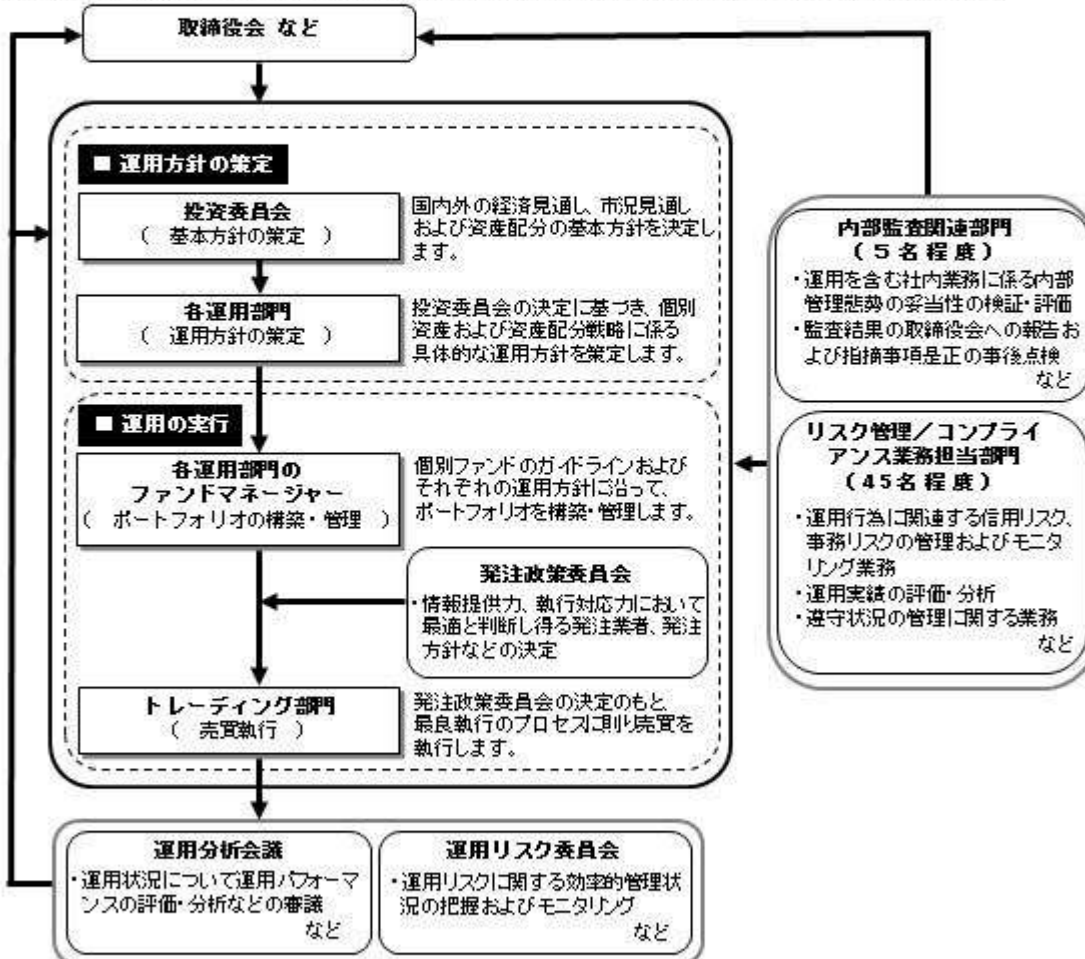 取締役会 など
■ 運用方針の策定
投資委員会
( 基本方針の策定 )
国内外の経済見通し、市況見通し
および資産配分の基本方針を決定し
ます。
各運用部門
( 運用方針の策定 )
投資委員会の決定に基づき、個別
資産および資産配分戦略に係る
具体的な運用方針を策定します。
■ 運用の実行
各運用部門の
ファンドマネージャー
( ポートフォリオの構築・管理 )
個別ファンドのガイドラインおよび
それぞれの運用方針に沿って、
ポートフォリオを構築・管理します。
発注政策委員会
・情報提供力、執行対応力において
最適と判断し得る発注業者、発注
方針などの決定
トレーディング部門
( 売買執行 )
発注政策委員会の決定のもと
最良執行のプロセスに則り売買を
執行します。
内部監査関連部門
(5名程度)
・運用を含む社内業務に係る内部
管理態勢の妥当性の検証・評価
・監査結果の取締役会への報告お
よび指摘事項是正の事後点検
など
リスク管理/コンプライ
アンス業務担当部門
(45名程度)
・運用行為に関連する信用リスク、
事務リスクの管理およびモニタ
リング業務
・運用実績の評価・分析
・遵守状況の管理に関する業務
など
運用分析会議
・運用状況について運用パフォーマ
ンスの評価・分析などの審議
など
運用リスク委員会
・運用リスクに関する効率的管理状
況の把握およびモニタリング
など